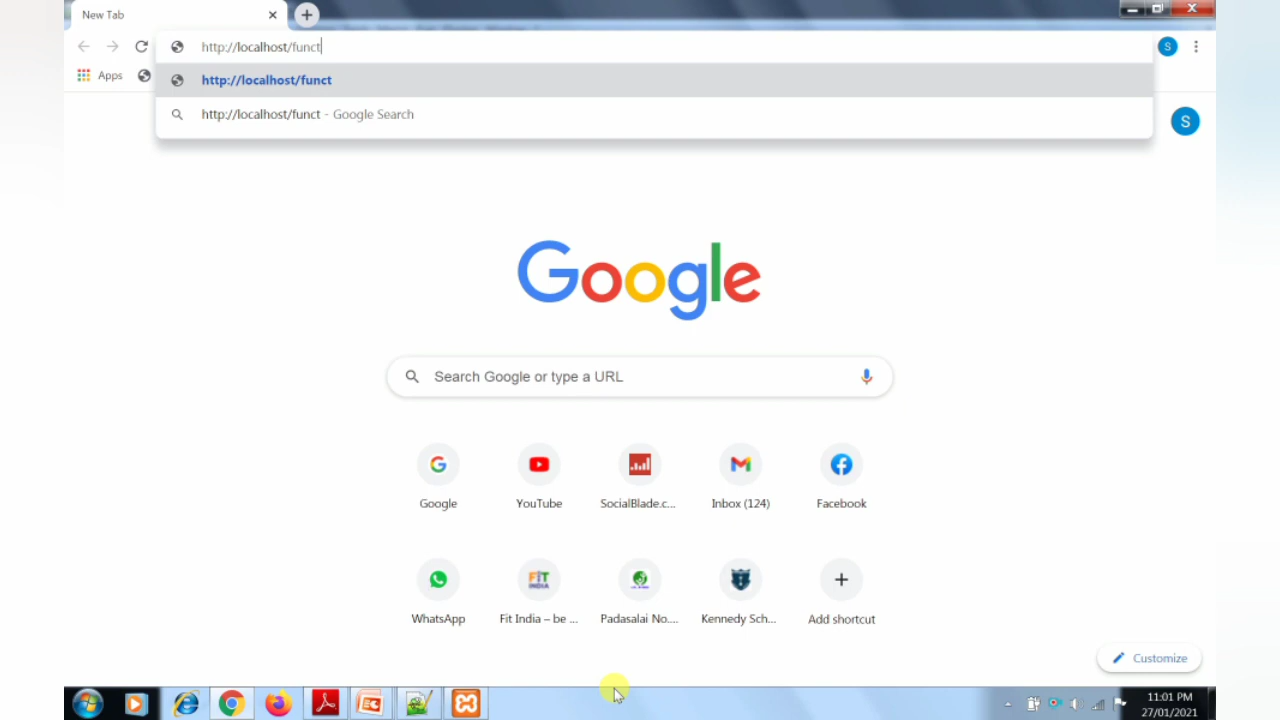 New Tab
http://localhost/funct
S
Apps
http://localhost/funct
http://localhost/funct - Google Search
S
Google
Search Google or type a URL
Google
YouTube
SocialBlade.c...
Inbox (124)
Facebook
WhatsApp
Fit India – be ...
Padasalai No....
Kennedy Sch...
Add shortcut
Customize
11:01 PM
27/01/2021